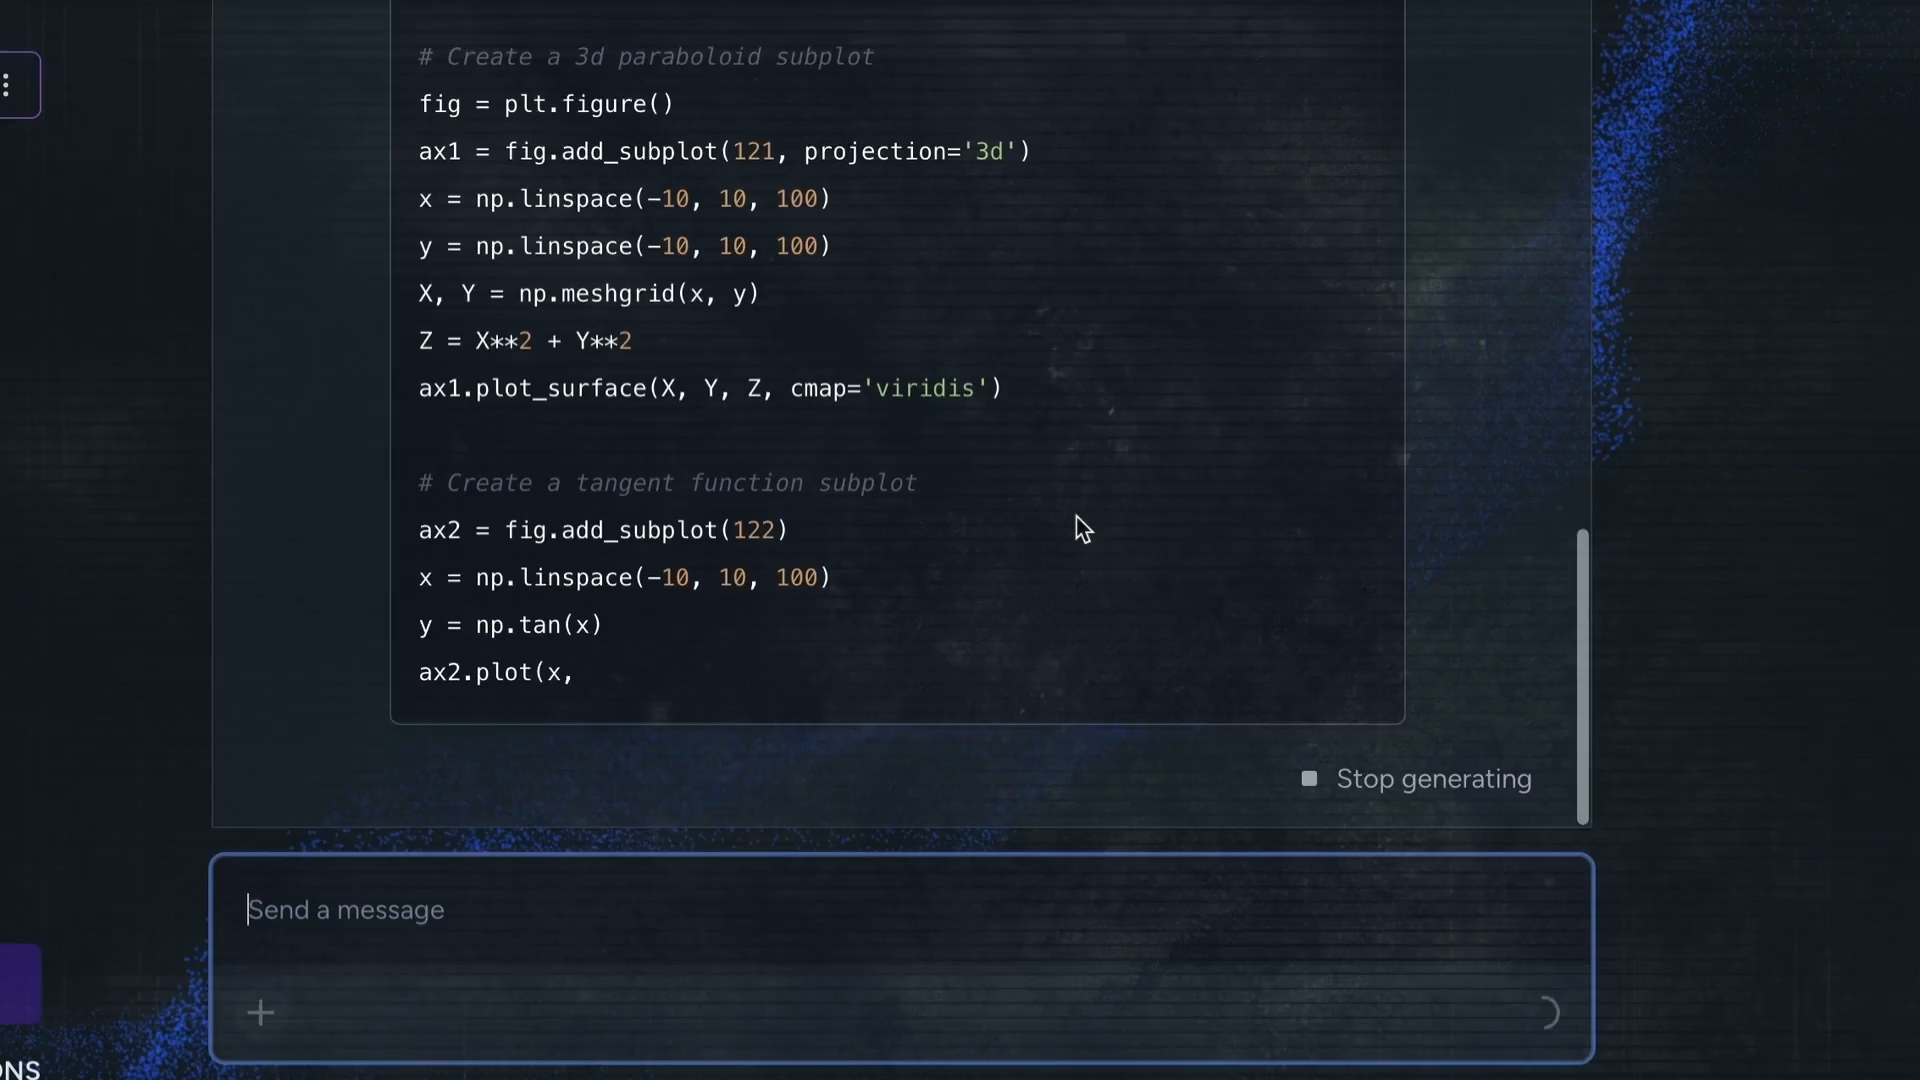 # Create a 3d paraboloid subplot
fig = plt.figure()
ax1 = fig.add_subplot(121, projection='3d')
x = np.linspace(-10, 10, 100)
y = np.linspace(-10, 10, 100)
X, Y = np.meshgrid(x, y)
Z = X**2 + Y**2
ax1.plot_surface(X, Y, Z, cmap='viridis')
# Create a tangent function subplot
ax2 = fig.add_subplot(122)
x = np.linspace(-10, 10, 100)
y = np.tan(x)
ax2.plot(x,
Stop generating
Send a message
ONS